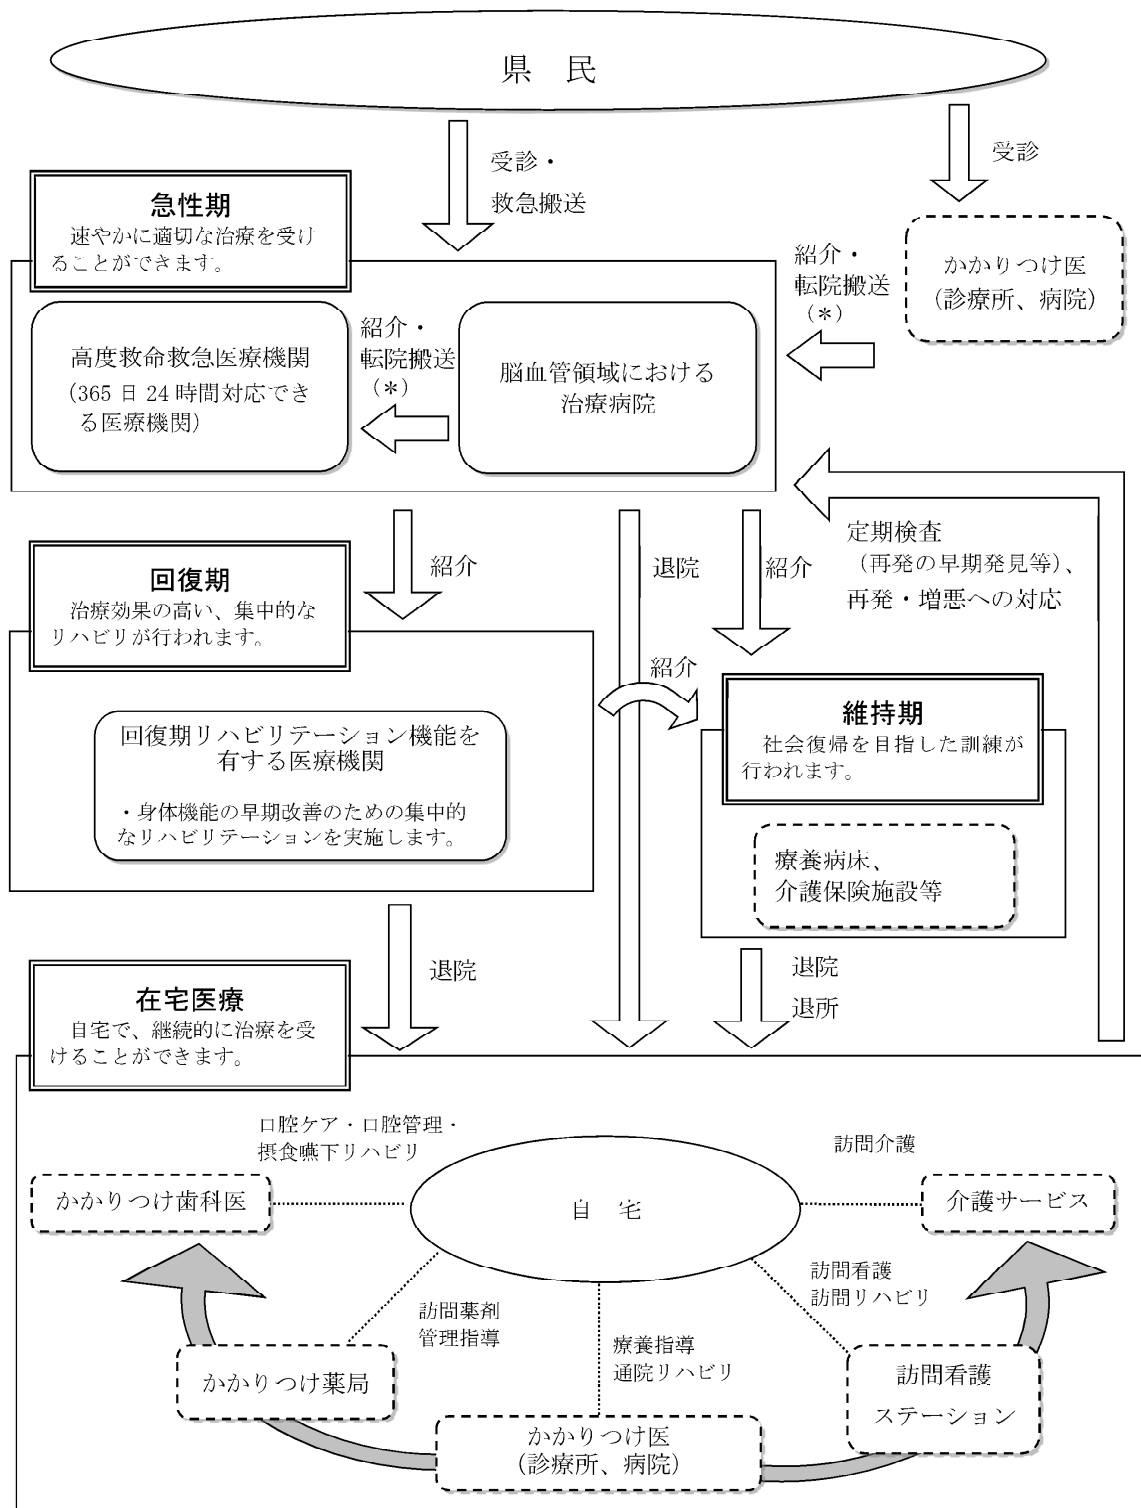 県 民
受診・
救急搬送
受診
急性期
速やかに適切な治療を受け
ることができます。
かかりつけ医
(診療所、病院)
紹介・
転院搬送
(*)
高度救命救急医療機関
(365 日 24 時間対応でき
る医療機関)
紹介・
転院搬送
(*)
脳血管領域における
治療病院
紹介
退院
紹介
定期検査
(再発の早期発見等)、
再発・増悪への対応
回復期
治療効果の高い、集中的な
リハビリが行われます。
紹介
回復期リハビリテーション機能を
有する医療機関
・身体機能の早期改善のための集中的
なリハビリテーションを実施します。
維持期
社会復帰を目指した訓練が
行われます。
療養病床、
介護保険施設等
退院
退院
退所
在宅医療
自宅で、継続的に治療を受
けることができます。
口腔ケア・口腔管理・
摂食嚥下リハビリ
訪問介護
かかりつけ歯科医
自 宅
介護サービス
訪問薬剤
管理指導
療養指導
通院リハビリ
訪問看護
訪問リハビリ
かかりつけ薬局
かかりつけ医
(診療所、病院)
訪問看護
ステーション